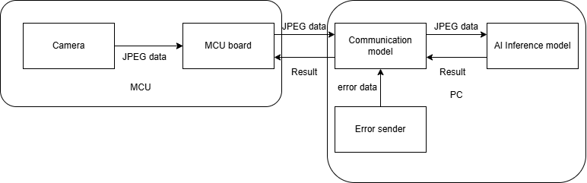 JPEG data
JPEG data
Camera
MCU board
Communication
model
AI Inference model
JPEG data
Result
Result
MCU
error data
PC
Error sender